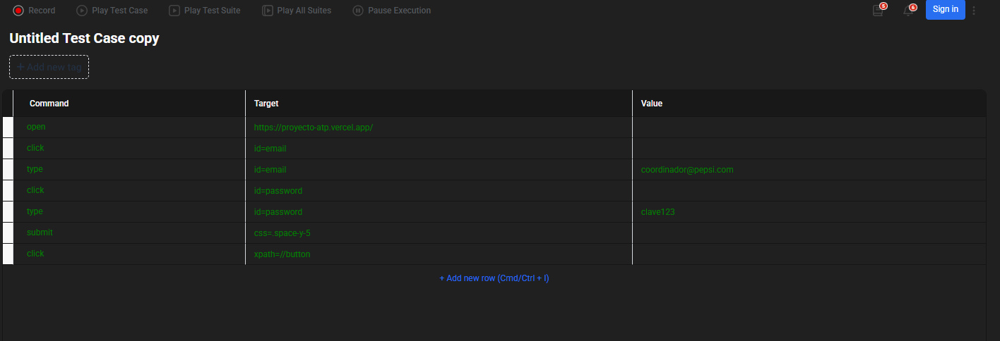 Record Play Test Case Play Test Suite Play All Suites Pause Execution 5 6 Sign in
Untitled Test Case copy
+ Add new tag
Command Target Value
open https://proyecto-atp.vercel.app/
click id=email
type id=email coordinador@pepsi.com
click id=password
type id=password clave123
submit css=.space-y-5
click xpath=//button
+ Add new row (Cmd/Ctrl + I)